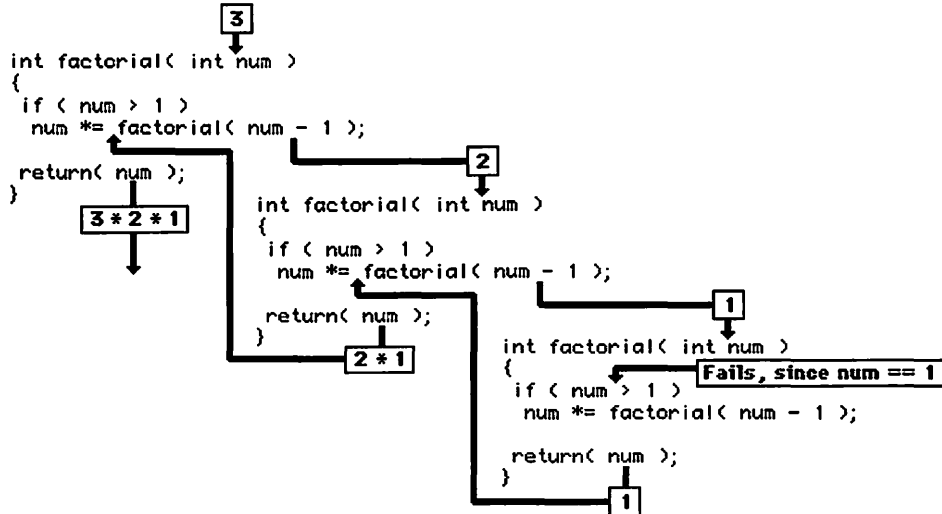 3
int factorial( int num )
{
if ( num > 1 )
num *= factorial( num - 1 );
return( num );
}
3 * 2 * 1
2
int factorial( int num )
{
if ( num > 1 )
num *= factorial( num - 1 );
return( num );
}
2 * 1
1
int factorial( int num )
{
Fails, since num == 1
if ( num > 1 )
num *= factorial( num - 1 );
return( num );
}
1